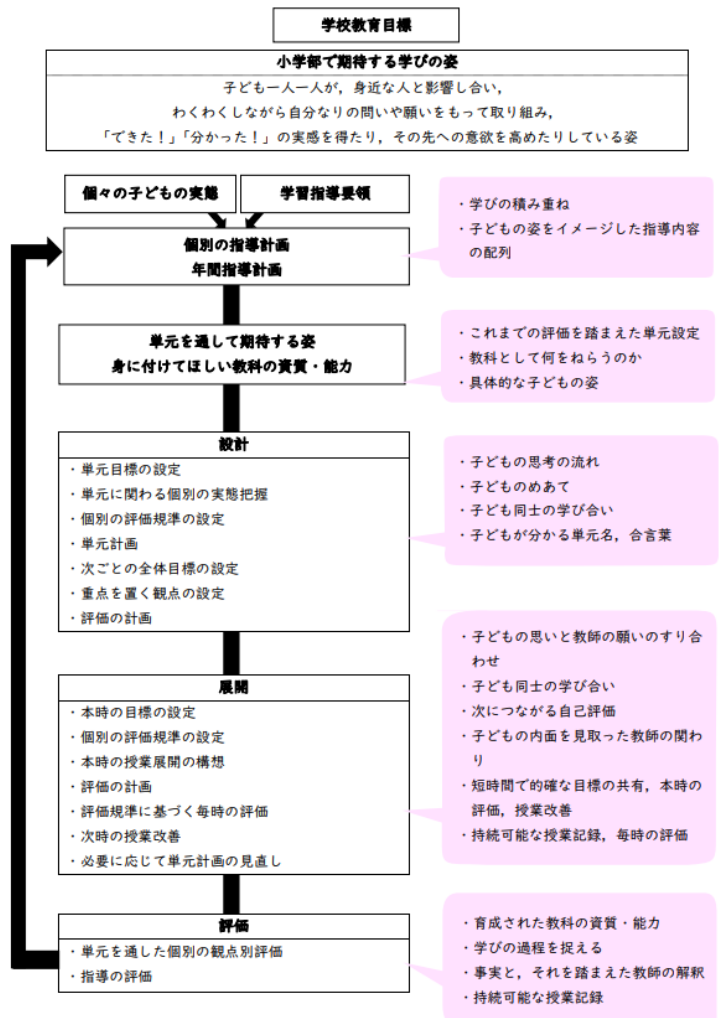 学校教育目標
小学部で期待する学びの姿
子ども一人一人が，身近な人と影響し合い，
わくわくしながら自分なりの問いや願いをもって取り組み，
「できた！」「分かった！」の実感を得たり，その先への意欲を高めたりしている姿
個々の子どもの実態
学習指導要領
個別の指導計画
年間指導計画
・学びの積み重ね
・子どもの姿をイメージした指導内容
の配列
単元を通して期待する姿
身に付けてほしい教科の資質・能力
・これまでの評価を踏まえた単元設定
・教科として何をねらうのか
・具体的な子どもの姿
設計
・単元目標の設定
・単元に関わる個別の実態把握
・個別の評価規準の設定
・単元計画
・次ごとの全体目標の設定
・重点を置く観点の設定
・評価の計画
・子どもの思考の流れ
・子どものめあて
・子ども同士の学び合い
・子どもが分かる単元名，合言葉
展開
・本時の目標の設定
・個別の評価規準の設定
・本時の授業展開の構想
・評価の計画
・評価規準に基づく毎時の評価
・次時の授業改善
・必要に応じて単元計画の見直し
・子どもの思いと教師の願いのすり合
わせ
・子ども同士の学び合い
・次につながる自己評価
・子どもの内面を見取った教師の関わ
り
・短時間で的確な目標の共有，本時の
評価，授業改善
・持続可能な授業記録，毎時の評価
評価
・単元を通した個別の観点別評価
・指導の評価
・育成された教科の資質・能力
・学びの過程を捉える
・事実と，それを踏まえた教師の解釈
・持続可能な授業記録